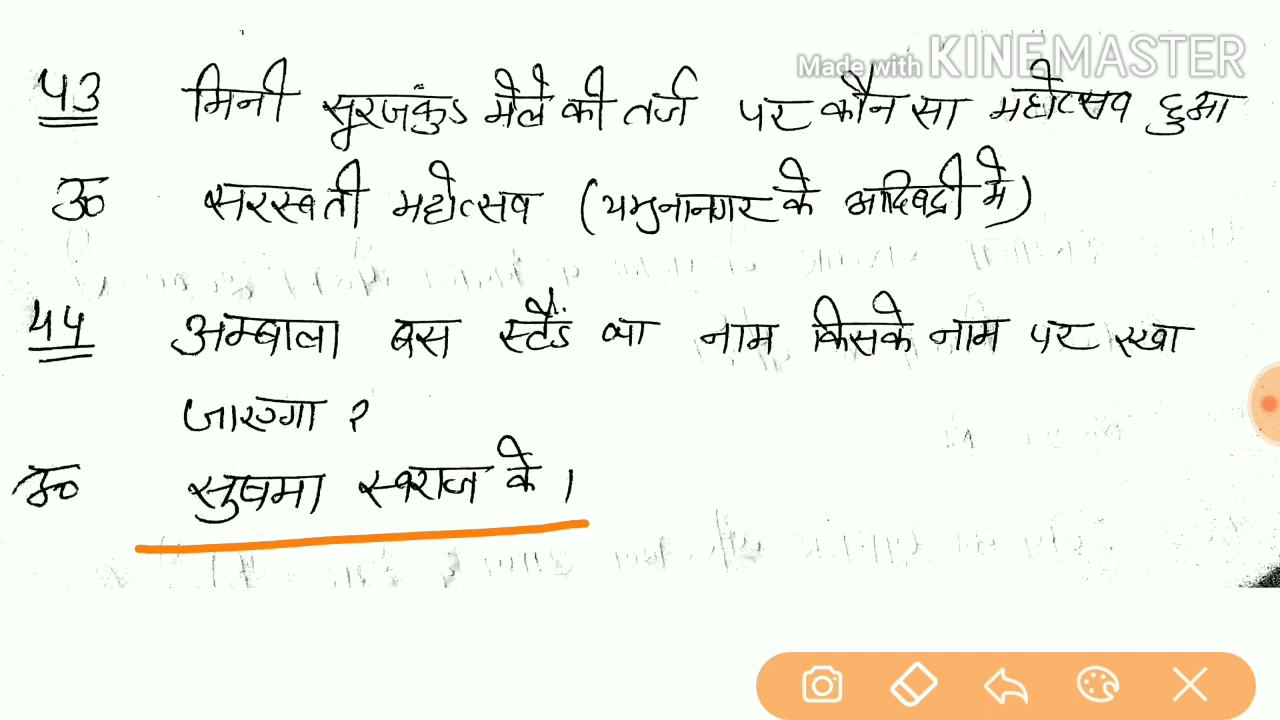 Made with KINEMASTER
43 मिनी सूरजकुंड मेले की तर्ज पर कौन सा महोत्सव हुआ
उ० सरस्वती महोत्सव (यमुनानगर के आदिबद्री में)
44 अम्बाला बस स्टैंड का नाम किसके नाम पर रखा
जाएगा ?
उ० सुषमा स्वराज के ।